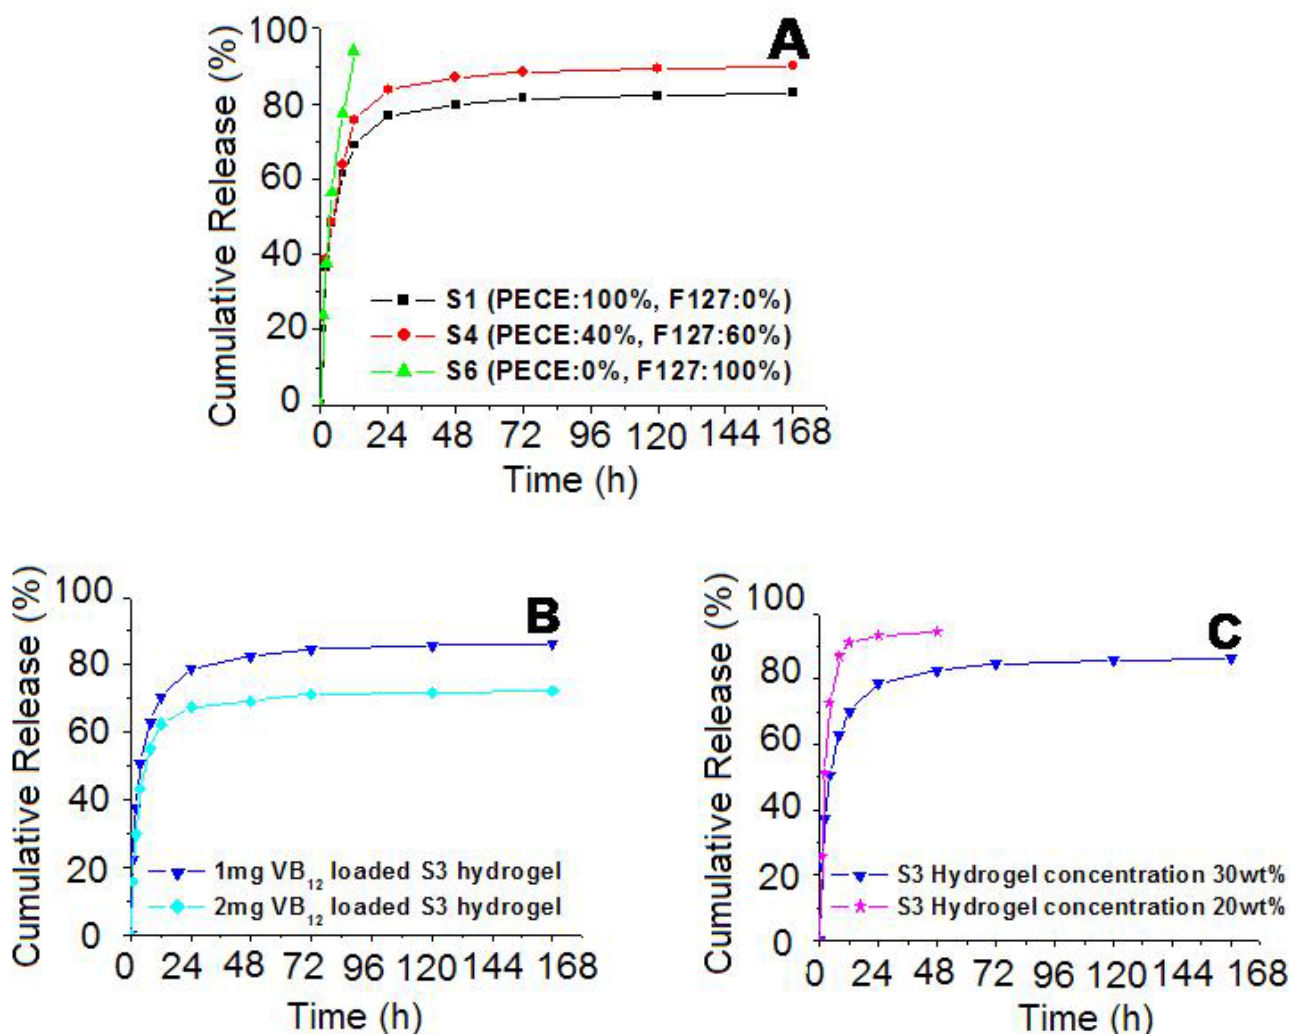 A
Cumulative Release (%)
100
80
60
40
20
0
S1 (PECE:100%, F127:0%)
S4 (PECE:40%, F127:60%)
S6 (PECE:0%, F127:100%)
0 24 48 72 96 120 144 168
Time (h)
B
Cumulative Release (%)
100
80
60
40
20
0
1mg VB12 loaded S3 hydrogel
2mg VB12 loaded S3 hydrogel
0 24 48 72 96 120 144 168
Time (h)
C
Cumulative Release (%)
100
80
60
40
20
0
S3 Hydrogel concentration 30wt%
S3 Hydrogel concentration 20wt%
0 24 48 72 96 120 144 168
Time (h)